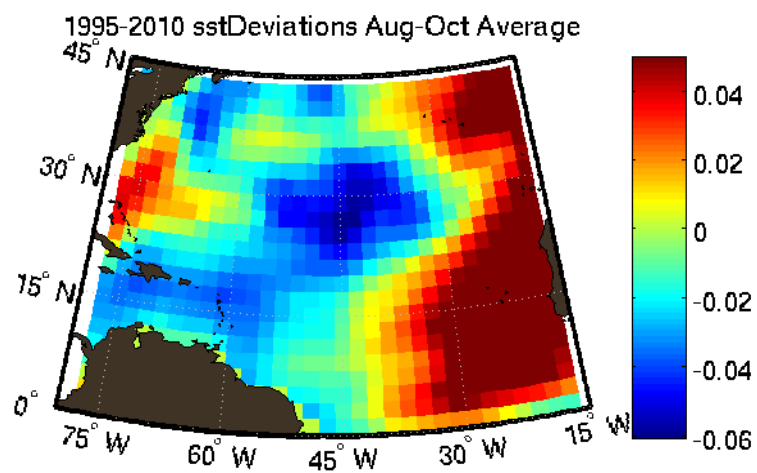 1995-2010 sstDeviations Aug-Oct Average
45° N
30° N
15° N
0°
75° W
60° W
45° W
30° W
15° W
0.04
0.02
0
-0.02
-0.04
-0.06